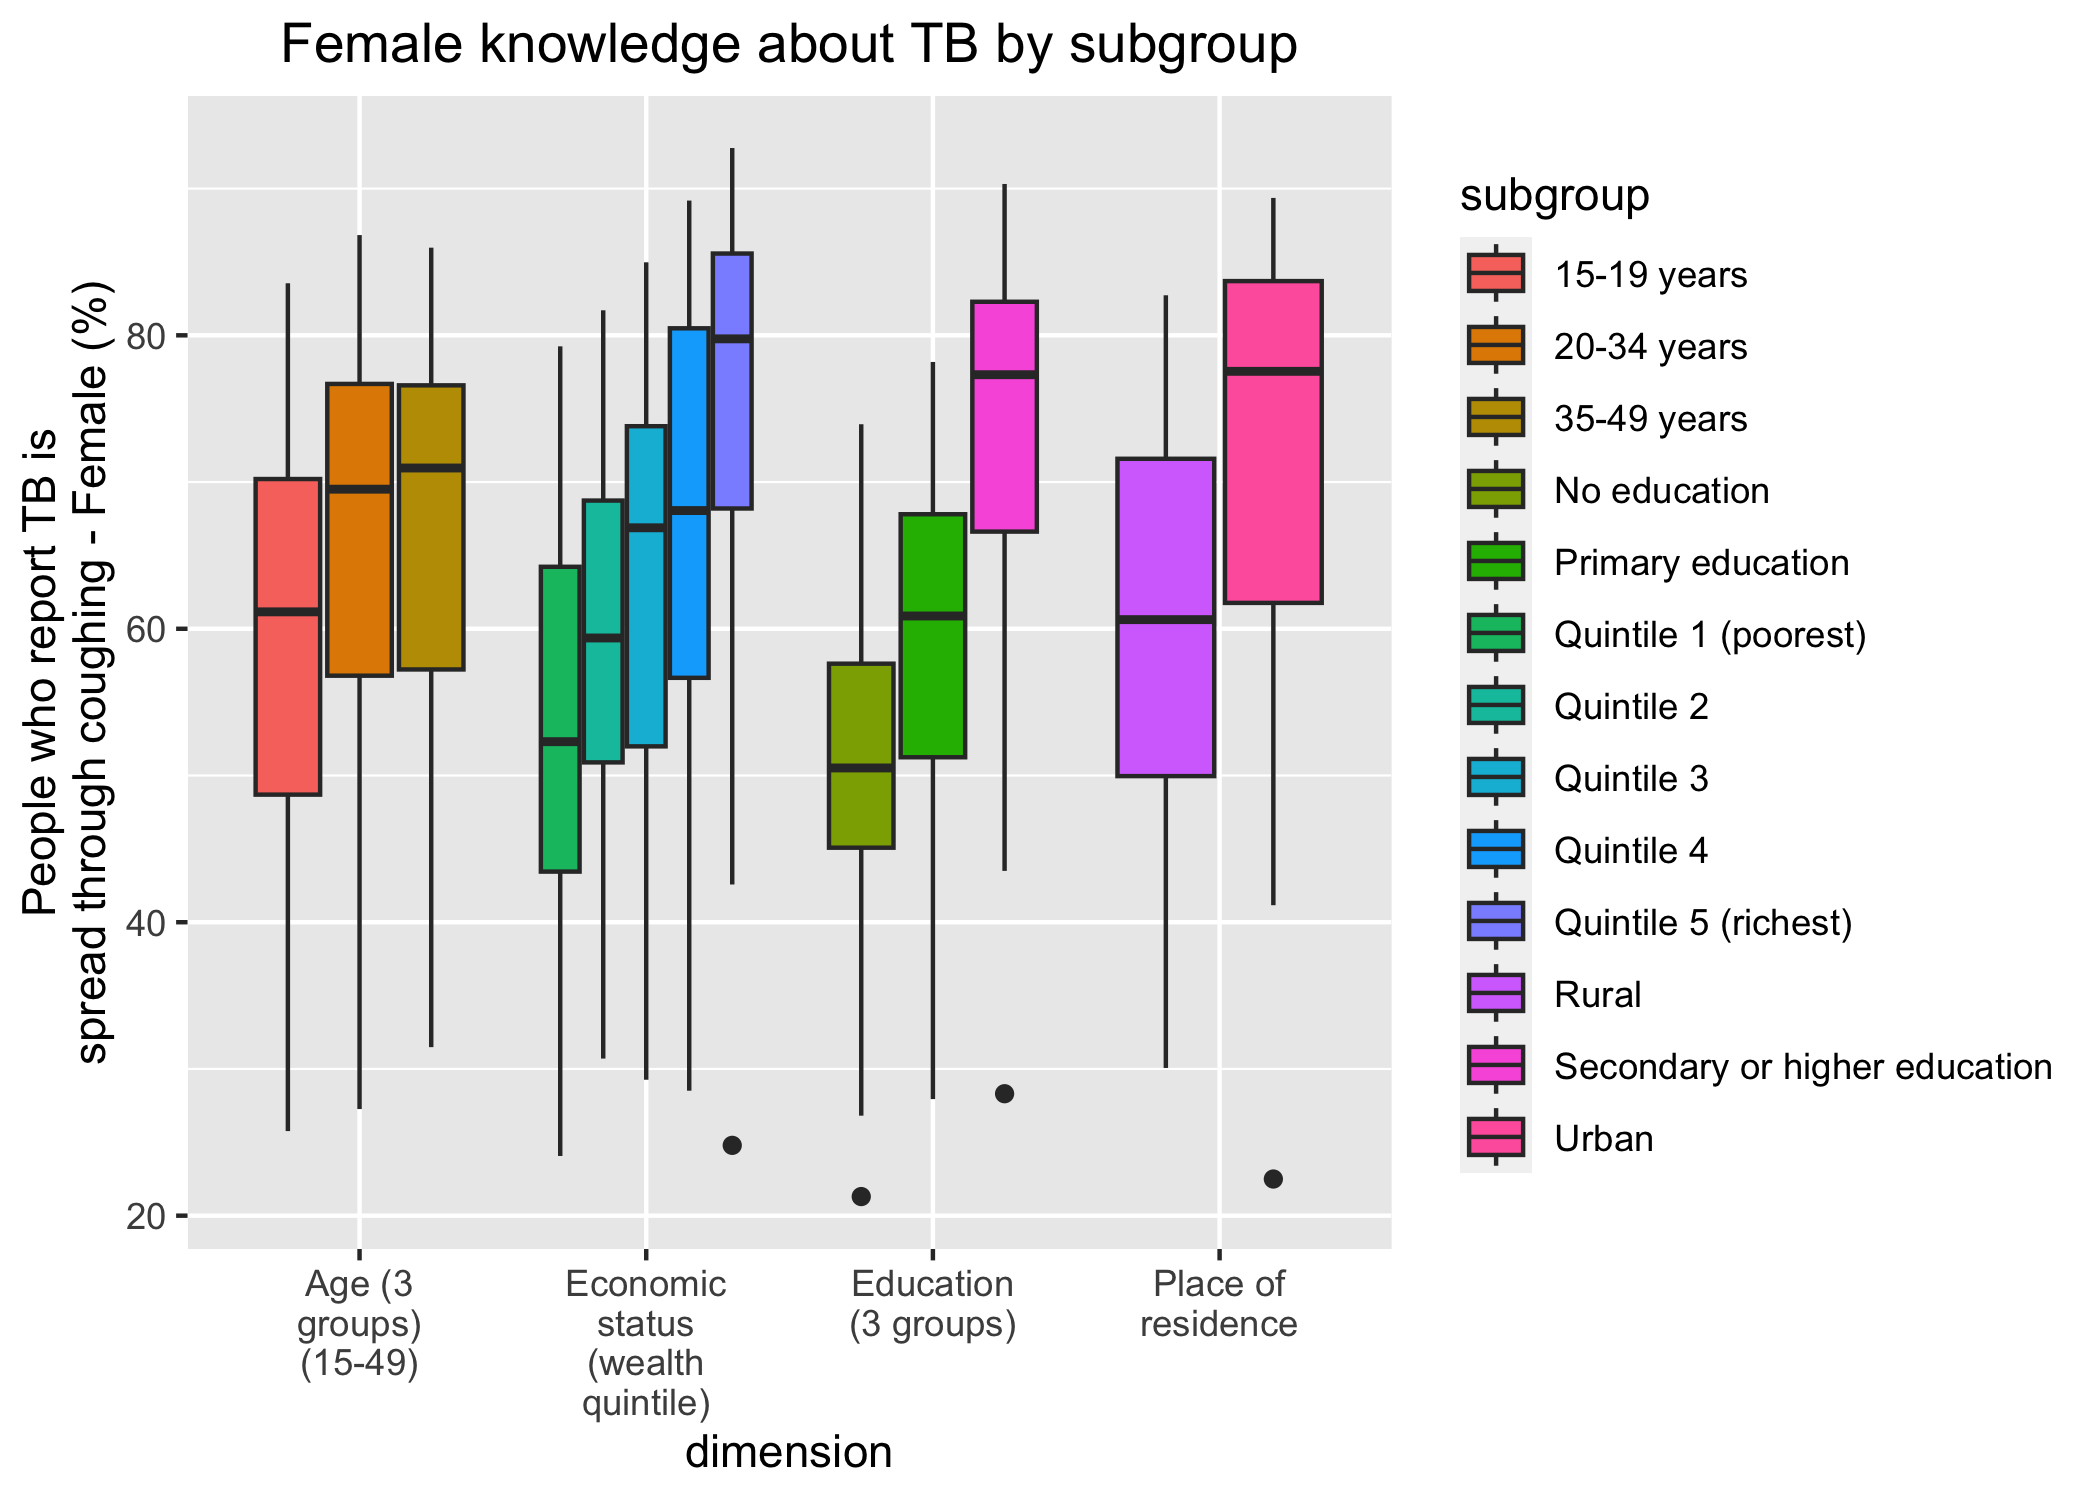 Female knowledge about TB by subgroup
People who report TB is
spread through coughing - Female (%)
80
60
40
20
Age (3
groups)
(15-49)
Economic
status
(wealth
quintile)
Education
(3 groups)
Place of
residence
dimension
subgroup
15-19 years
20-34 years
35-49 years
No education
Primary education
Quintile 1 (poorest)
Quintile 2
Quintile 3
Quintile 4
Quintile 5 (richest)
Rural
Secondary or higher education
Urban